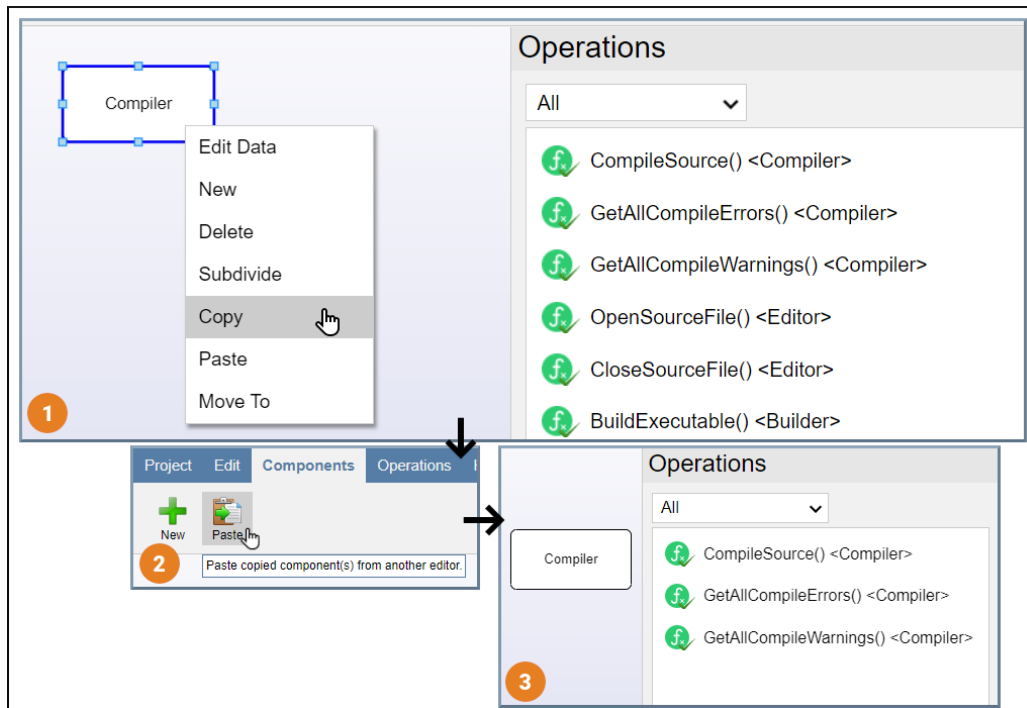 Operations
Compiler
All
Edit Data
New
Delete
Subdivide
Copy
Paste
Move To
CompileSource() <Compiler>
GetAllCompileErrors() <Compiler>
GetAllCompileWarnings() <Compiler>
OpenSourceFile() <Editor>
CloseSourceFile() <Editor>
BuildExecutable() <Builder>
1
Project Edit Components Operations
New Paste
Paste copied component(s) from another editor.
2
Operations
All
Compiler
CompileSource() <Compiler>
GetAllCompileErrors() <Compiler>
GetAllCompileWarnings() <Compiler>
3